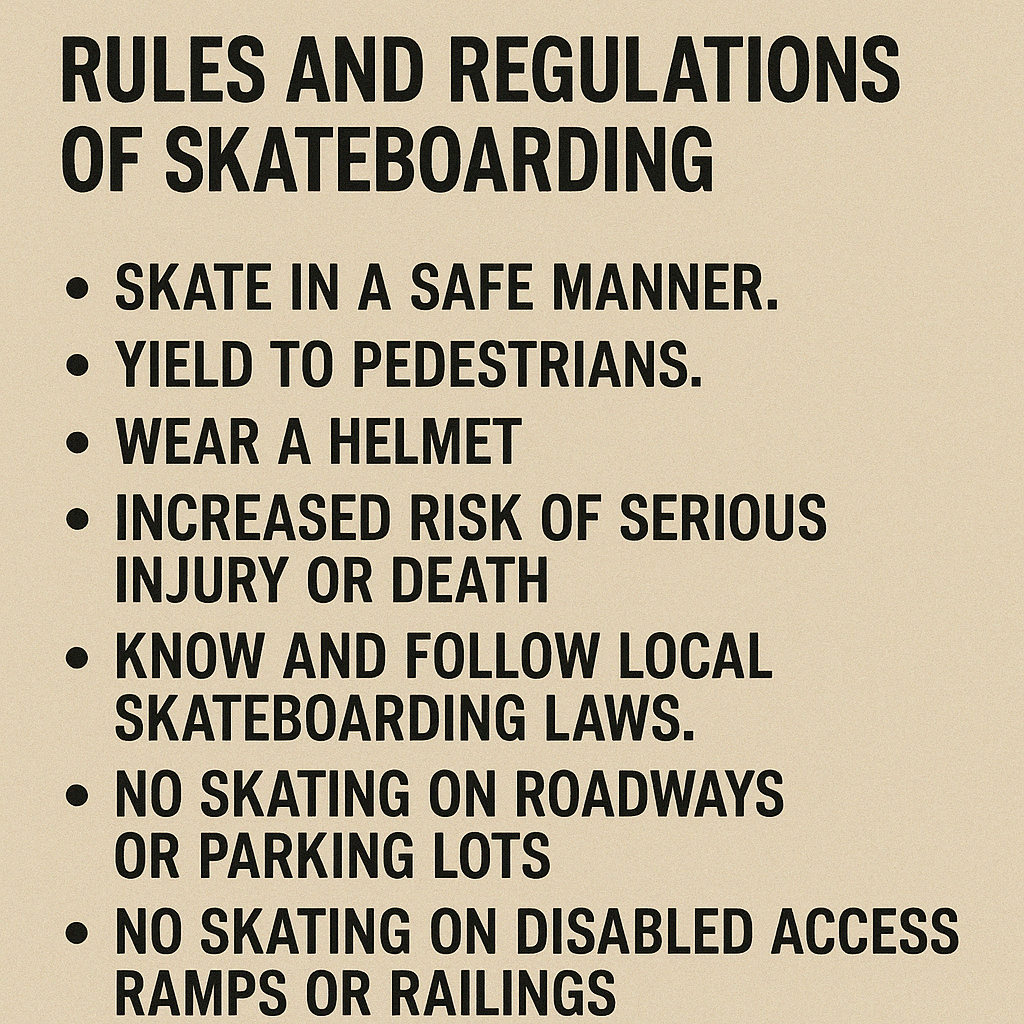 RULES AND REGULATIONS
OF SKATEBOARDING
• SKATE IN A SAFE MANNER.
• YIELD TO PEDESTRIANS.
• WEAR A HELMET
• INCREASED RISK OF SERIOUS
INJURY OR DEATH
• KNOW AND FOLLOW LOCAL
SKATEBOARDING LAWS.
• NO SKATING ON ROADWAYS
OR PARKING LOTS
• NO SKATING ON DISABLED ACCESS
RAMPS OR RAILINGS